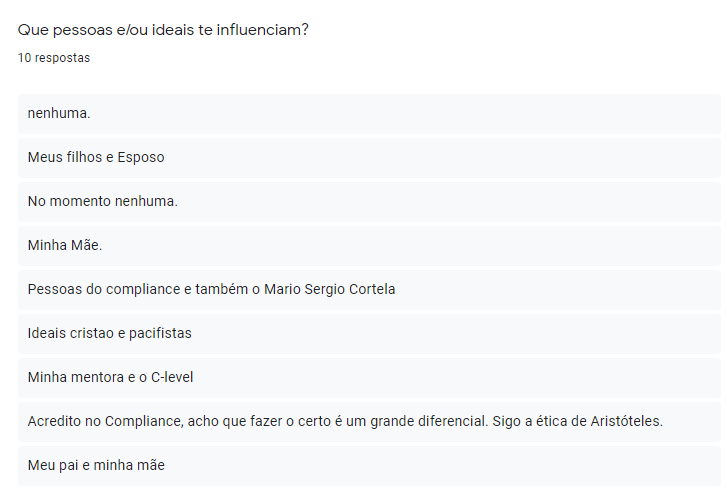 Que pessoas e/ou ideais te influenciam?
10 respostas
nenhuma.
Meus filhos e Esposo
No momento nenhuma.
Minha Mãe.
Pessoas do compliance e também o Mario Sergio Cortela
Ideais cristao e pacifistas
Minha mentora e o C-level
Acredito no Compliance, acho que fazer o certo é um grande diferencial. Sigo a ética de Aristóteles.
Meu pai e minha mãe